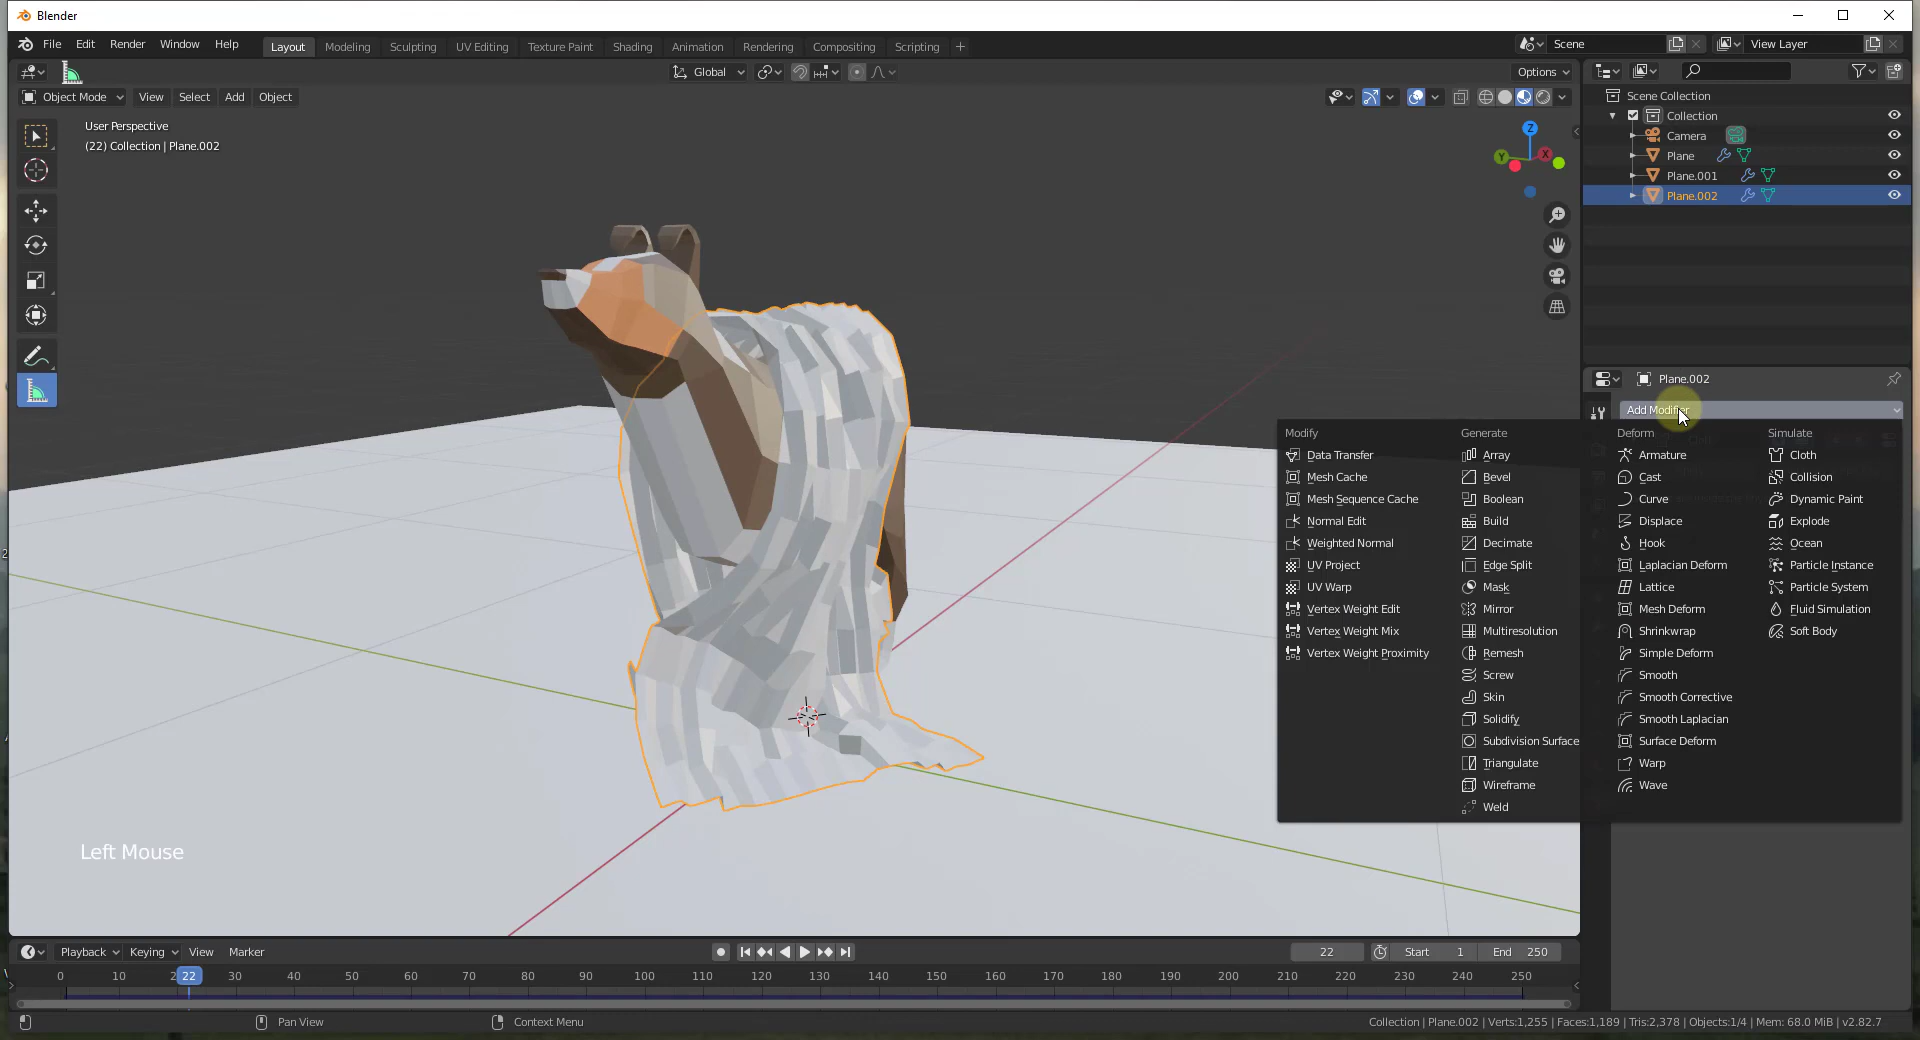 Blender
File Edit Render Window Help Layout Modeling Sculpting UV Editing Texture Paint Shading Animation Rendering Compositing Scripting + Scene View Layer
Global Options
Object Mode View Select Add Object
User Perspective
(22) Collection | Plane.002
Z
Y
X
Scene Collection
Collection
Camera
Plane
Plane.001
Plane.002
Plane.002
Add Modifier
Modify
Data Transfer
Mesh Cache
Mesh Sequence Cache
Normal Edit
Weighted Normal
UV Project
UV Warp
Vertex Weight Edit
Vertex Weight Mix
Vertex Weight Proximity
Generate
Array
Bevel
Boolean
Build
Decimate
Edge Split
Mask
Mirror
Multiresolution
Remesh
Screw
Skin
Solidify
Subdivision Surface
Triangulate
Wireframe
Weld
Deform
Armature
Cast
Curve
Displace
Hook
Laplacian Deform
Lattice
Mesh Deform
Shrinkwrap
Simple Deform
Smooth
Smooth Corrective
Smooth Laplacian
Surface Deform
Warp
Wave
Simulate
Cloth
Collision
Dynamic Paint
Explode
Ocean
Particle Instance
Particle System
Fluid Simulation
Soft Body
Left Mouse
Playback Keying View Marker 22 Start 1 End 250
0 10 2 22 30 40 50 60 70 80 90 100 110 120 130 140 150 160 170 180 190 200 210 220 230 240 250
Pan View Context Menu Collection | Plane.002 | Verts:1,255 | Faces:1,189 | Tris:2,378 | Objects:1/4 | Mem: 68.0 MiB | v2.82.7